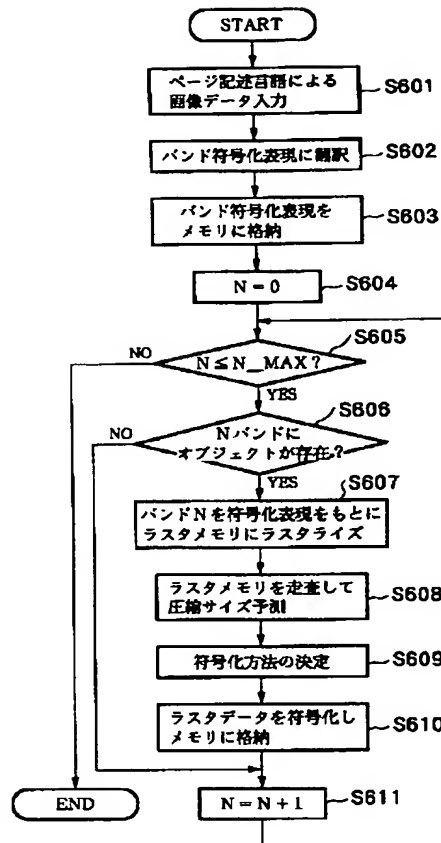 START
ページ記述言語による
画像データ入力
S601
バンド符号化表現に翻訳
S602
バンド符号化表現を
メモリに格納
S603
N=0
S604
S605
NO
N≦N_MAX?
YES
S606
NO
Nバンドに
オブジェクトが存在?
YES
S607
バンドNを符号化表現をもとに
ラスタメモリにラスタライズ
ラスタメモリを走査して
圧縮サイズ予測
S608
符号化方法の決定
S609
ラスタデータを符号化し
メモリに格納
S610
END
N=N+1
S611